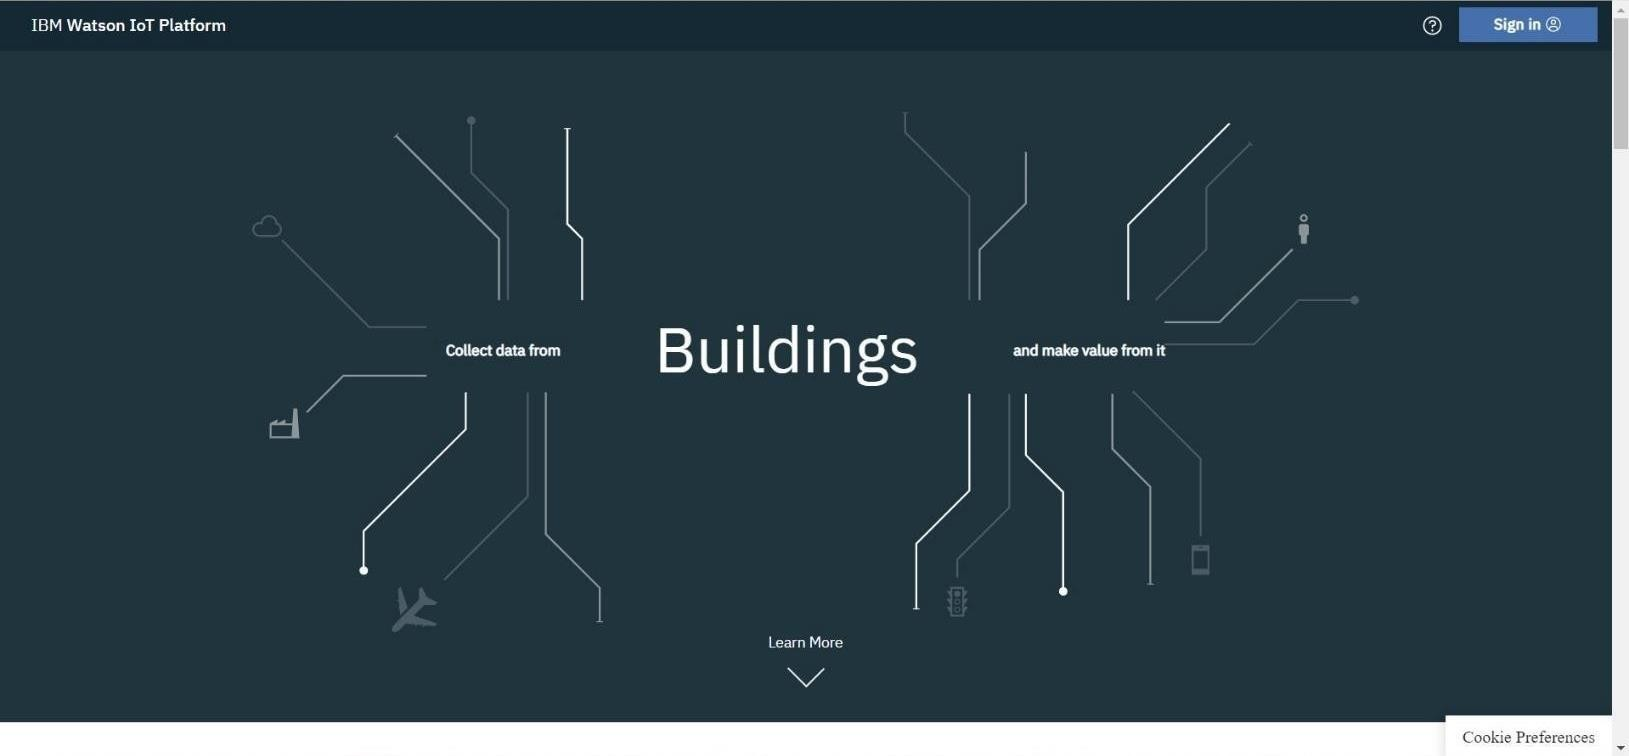 IBM Watson IoT Platform
Sign in
Collect data from
Buildings
and make value from it
Learn More
Cookie Preferences